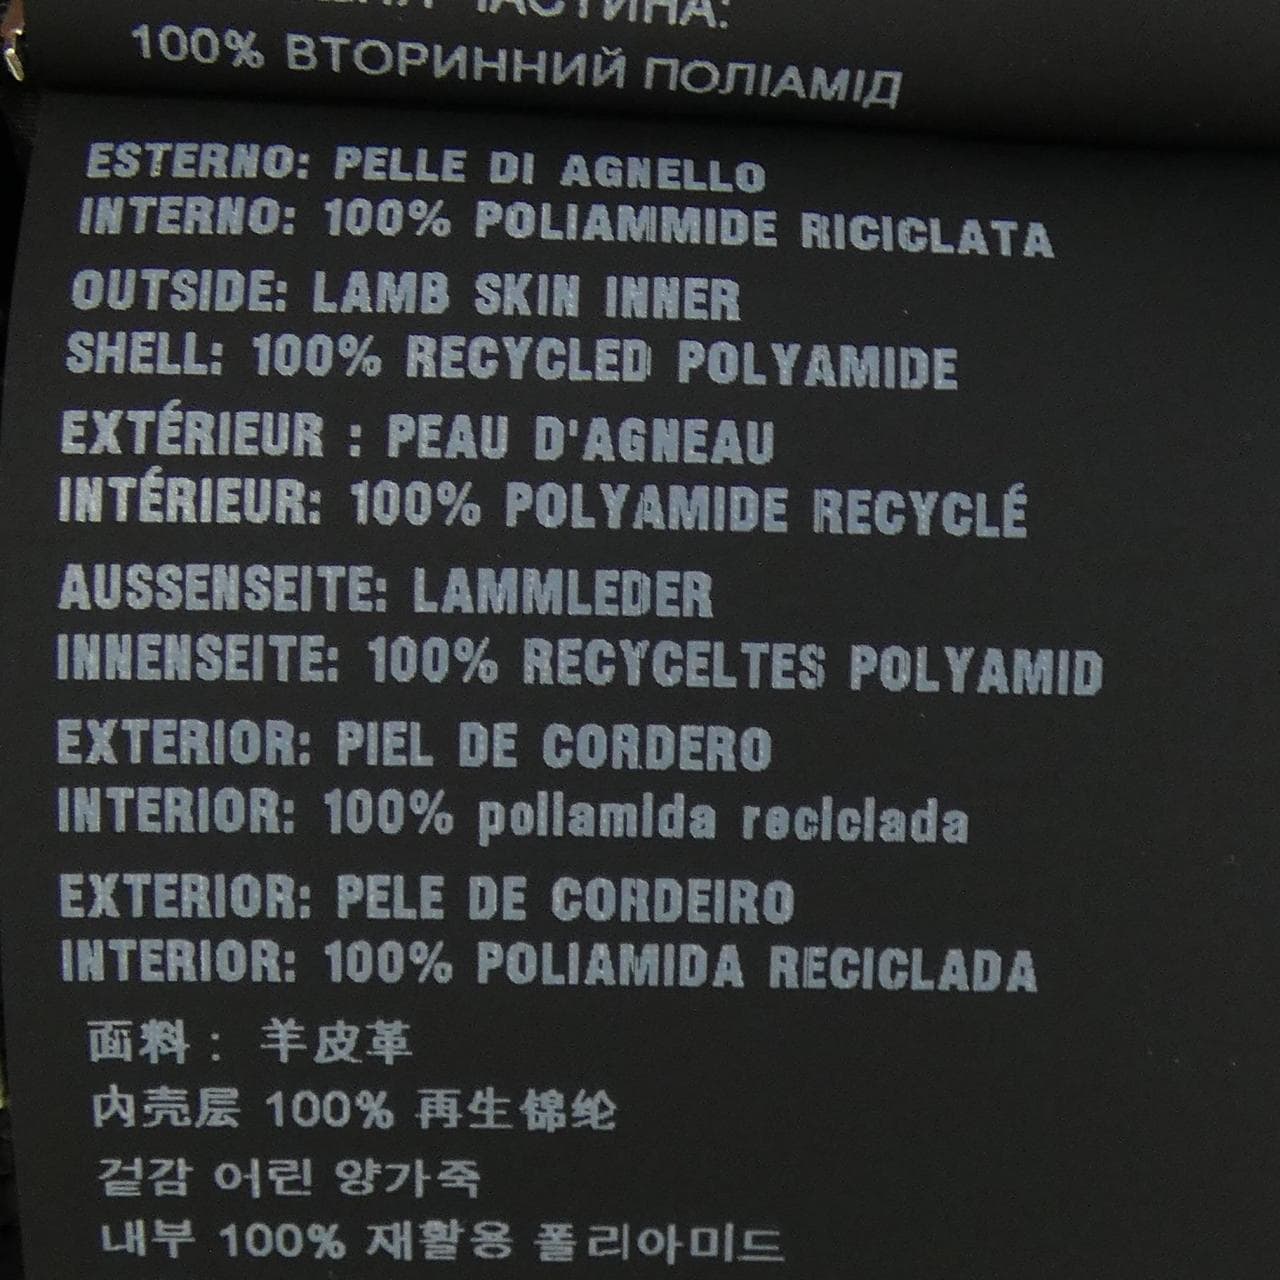 ЧАСТИНА:
100% ВТОРИННИЙ ПОЛІАМІД
ESTERNO: PELLE DI AGNELLO
INTERNO: 100% POLIAMMIDE RICICLATA
OUTSIDE: LAMB SKIN INNER
SHELL: 100% RECYCLED POLYAMIDE
EXTÉRIEUR : PEAU D'AGNEAU
INTÉRIEUR: 100% POLYAMIDE RECYCLÉ
AUSSENSEITE: LAMMLEDER
INNENSEITE: 100% RECYCELTES POLYAMID
EXTERIOR: PIEL DE CORDERO
INTERIOR: 100% poliamida reciclada
EXTERIOR: PELE DE CORDEIRO
INTERIOR: 100% POLIAMIDA RECICLADA
面料： 羊皮革
内壳层 100% 再生锦纶
겉감 어린 양가죽
내부 100% 재활용 폴리아미드